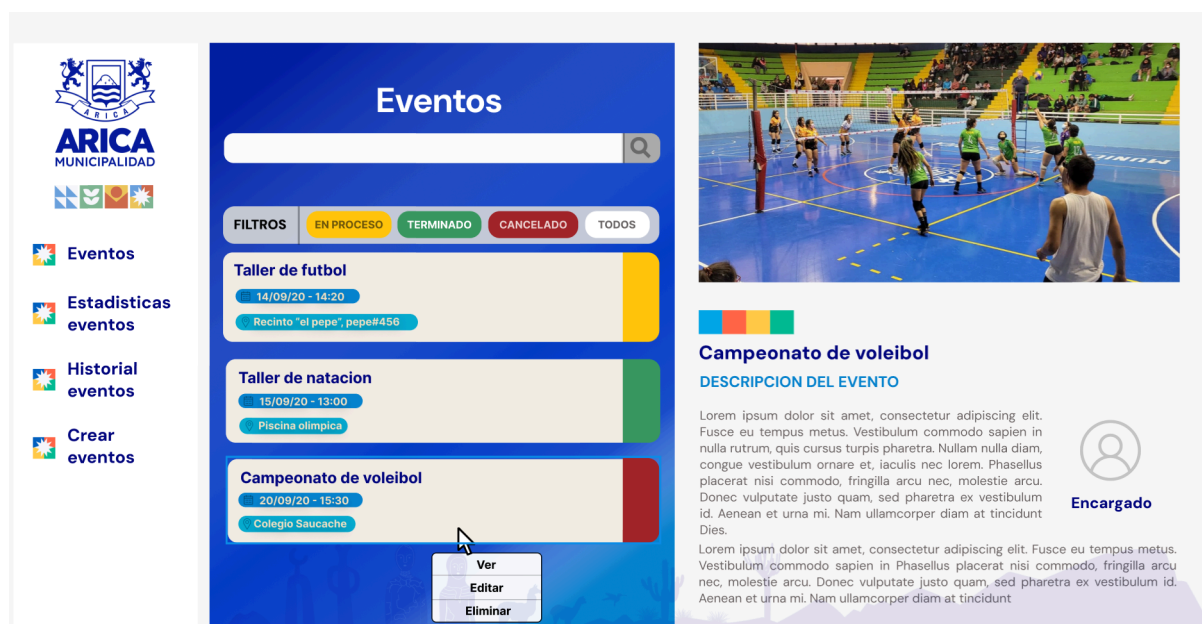 ARICA
ARICA
MUNICIPALIDAD
Eventos
Estadisticas
eventos
Historial
eventos
Crear
eventos
Eventos
FILTROS
EN PROCESO
TERMINADO
CANCELADO
TODOS
Taller de futbol
14/09/20 - 14:20
Recinto "el pepe", pepe#456
Taller de natacion
15/09/20 - 13:00
Piscina olimpica
Campeonato de voleibol
20/09/20 - 15:30
Colegio Saucache
Ver
Editar
Eliminar
Campeonato de voleibol
DESCRIPCION DEL EVENTO
Lorem ipsum dolor sit amet, consectetur adipiscing elit.
Fusce eu tempus metus. Vestibulum commodo sapien in
nulla rutrum, quis cursus turpis pharetra. Nullam nulla diam,
congue vestibulum ornare et, iaculis nec lorem. Phasellus
placerat nisi commodo, fringilla arcu nec, molestie arcu.
Donec vulputate justo quam, sed pharetra ex vestibulum
id. Aenean et urna mi. Nam ullamcorper diam at tincidunt
Dies.
Encargado
Lorem ipsum dolor sit amet, consectetur adipiscing elit. Fusce eu tempus metus.
Vestibulum commodo sapien in Phasellus placerat nisi commodo, fringilla arcu
nec, molestie arcu. Donec vulputate justo quam, sed pharetra ex vestibulum id.
Aenean et urna mi. Nam ullamcorper diam at tincidunt